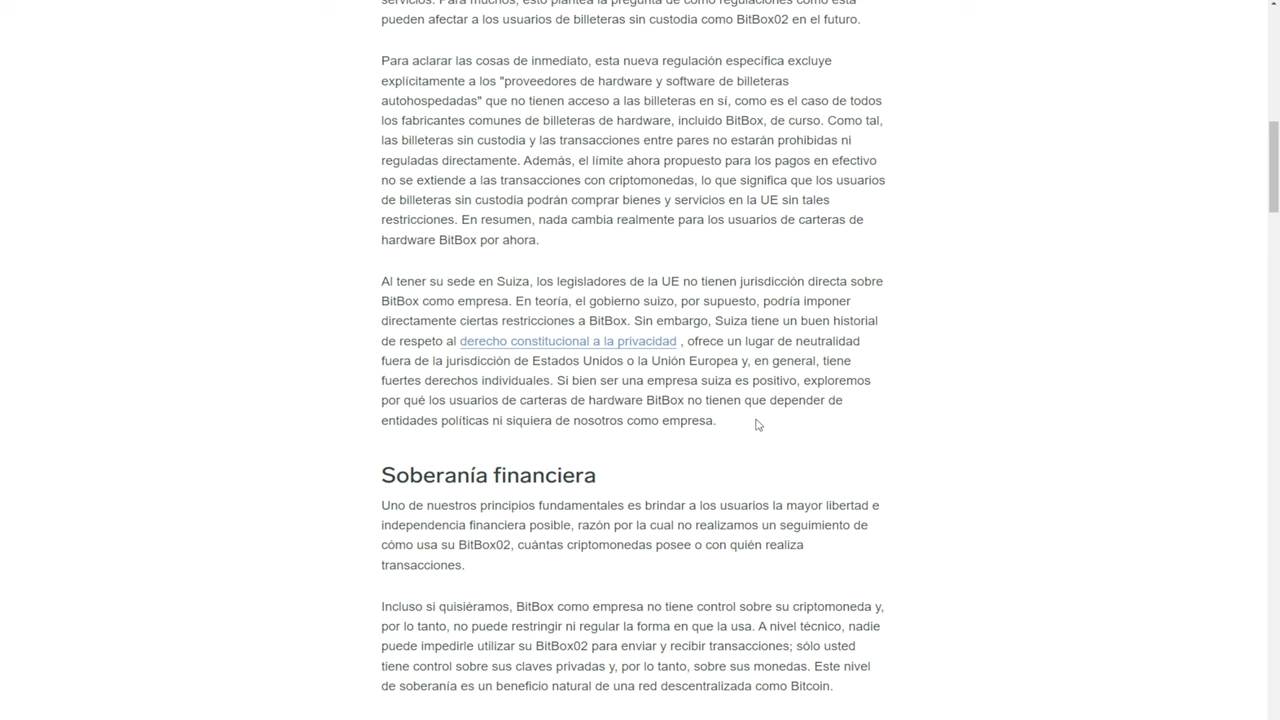 servicios. Para muchos, esto plantea la pregunta de cómo regulaciones como esta
pueden afectar a los usuarios de billeteras sin custodia como BitBox02 en el futuro.
Para aclarar las cosas de inmediato, esta nueva regulación específica excluye
explícitamente a los "proveedores de hardware y software de billeteras
autohospedadas" que no tienen acceso a las billeteras en sí, como es el caso de todos
los fabricantes comunes de billeteras de hardware, incluido BitBox, de curso. Como tal,
las billeteras sin custodia y las transacciones entre pares no estarán prohibidas ni
reguladas directamente. Además, el límite ahora propuesto para los pagos en efectivo
no se extiende a las transacciones con criptomonedas, lo que significa que los usuarios
de billeteras sin custodia podrán comprar bienes y servicios en la UE sin tales
restricciones. En resumen, nada cambia realmente para los usuarios de carteras de
hardware BitBox por ahora.
Al tener su sede en Suiza, los legisladores de la UE no tienen jurisdicción directa sobre
BitBox como empresa. En teoría, el gobierno suizo, por supuesto, podría imponer
directamente ciertas restricciones a BitBox. Sin embargo, Suiza tiene un buen historial
de respeto al derecho constitucional a la privacidad , ofrece un lugar de neutralidad
fuera de la jurisdicción de Estados Unidos o la Unión Europea y, en general, tiene
fuertes derechos individuales. Si bien ser una empresa suiza es positivo, exploremos
por qué los usuarios de carteras de hardware BitBox no tienen que depender de
entidades políticas ni siquiera de nosotros como empresa.
Soberanía financiera
Uno de nuestros principios fundamentales es brindar a los usuarios la mayor libertad e
independencia financiera posible, razón por la cual no realizamos un seguimiento de
cómo usa su BitBox02, cuántas criptomonedas posee o con quién realiza
transacciones.
Incluso si quisiéramos, BitBox como empresa no tiene control sobre su criptomoneda y,
por lo tanto, no puede restringir ni regular la forma en que la usa. A nivel técnico, nadie
puede impedirle utilizar su BitBox02 para enviar y recibir transacciones; sólo usted
tiene control sobre sus claves privadas y, por lo tanto, sobre sus monedas. Este nivel
de soberanía es un beneficio natural de una red descentralizada como Bitcoin.